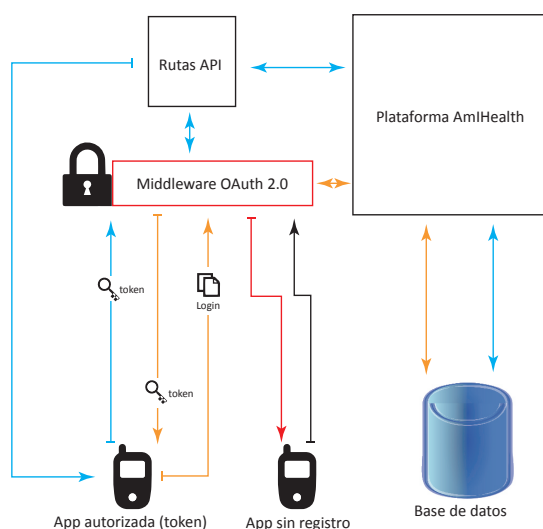 Rutas API
Plataforma AmIHealth
Middleware OAuth 2.0
token
Login
token
App autorizada (token)
App sin registro
Base de datos